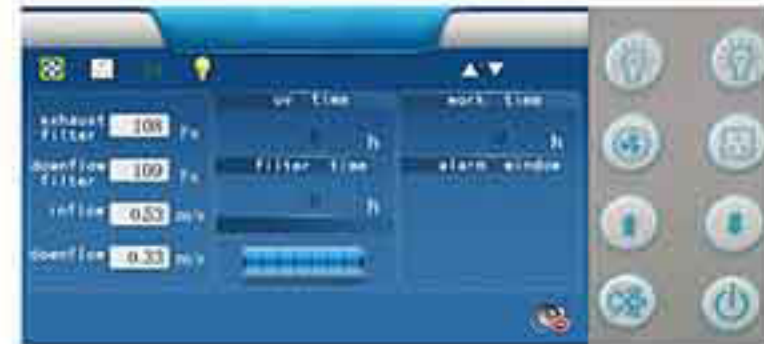 uv time
work time
exhaust
filter
108
Pa
h
h
downflow
filter
109
Pa
filter time
alarm window
inflow
0.53
m/s
h
downflow
0.33
m/s